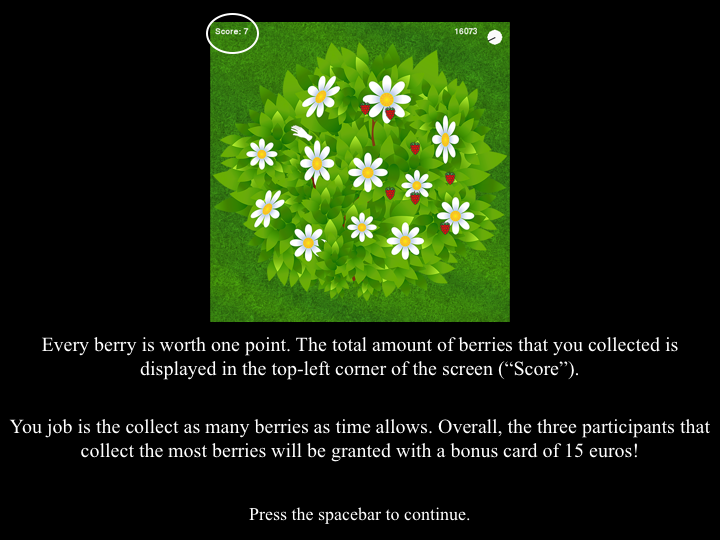 Score: 7
16073
Every berry is worth one point. The total amount of berries that you collected is
displayed in the top-left corner of the screen (“Score”).
You job is the collect as many berries as time allows. Overall, the three participants that
collect the most berries will be granted with a bonus card of 15 euros!
Press the spacebar to continue.